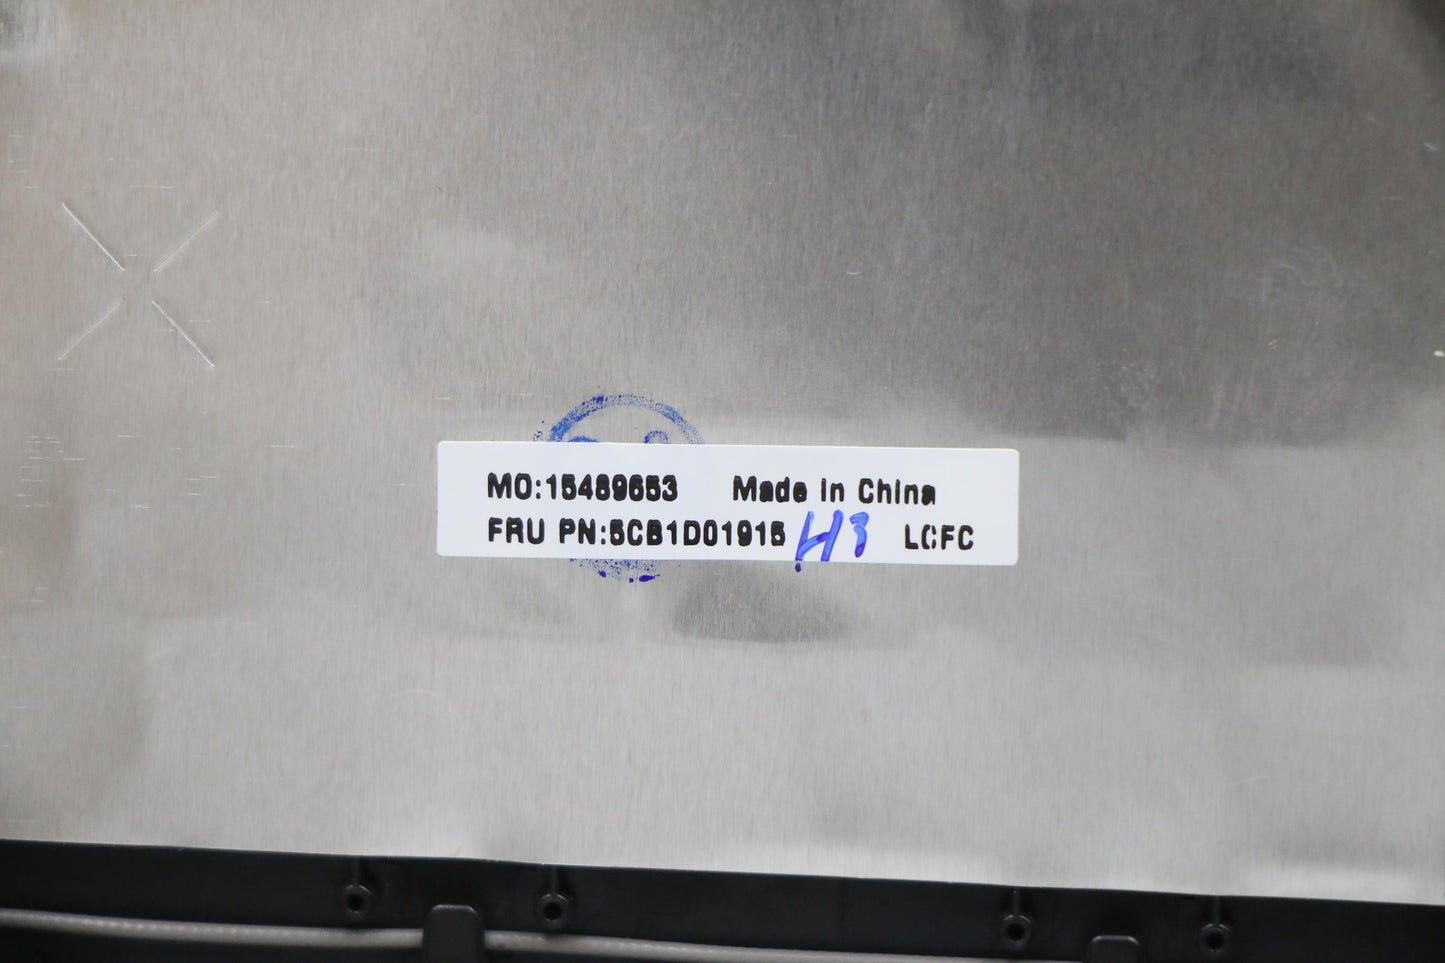 MO:15489653 Made in China
FRU PN:5CB1D01915 H3 LCFC